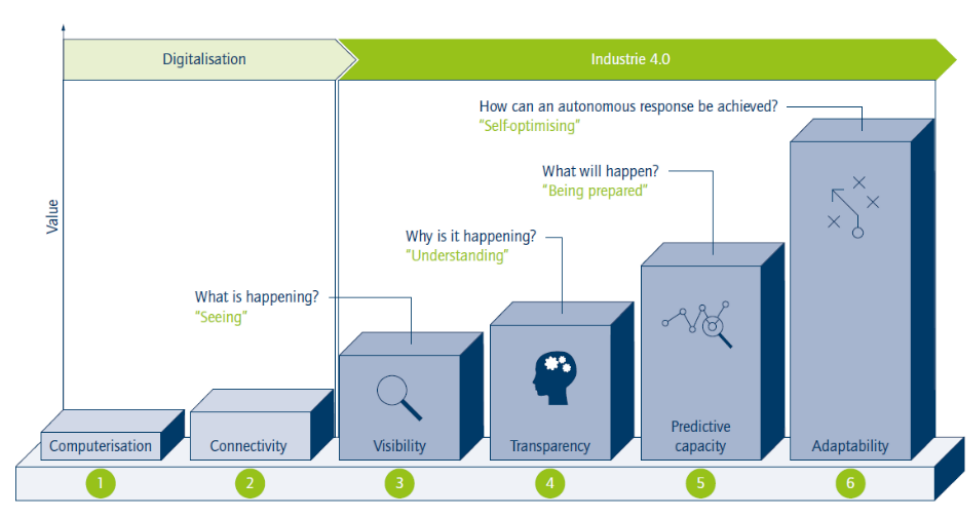 Digitalisation
Industrie 4.0
How can an autonomous response be achieved?
“Self-optimising”
What will happen?
“Being prepared”
Value
Why is it happening?
“Understanding”
What is happening?
“Seeing”
Computerisation
Connectivity
Visibility
Transparency
Predictive
capacity
Adaptability
1
2
3
4
5
6